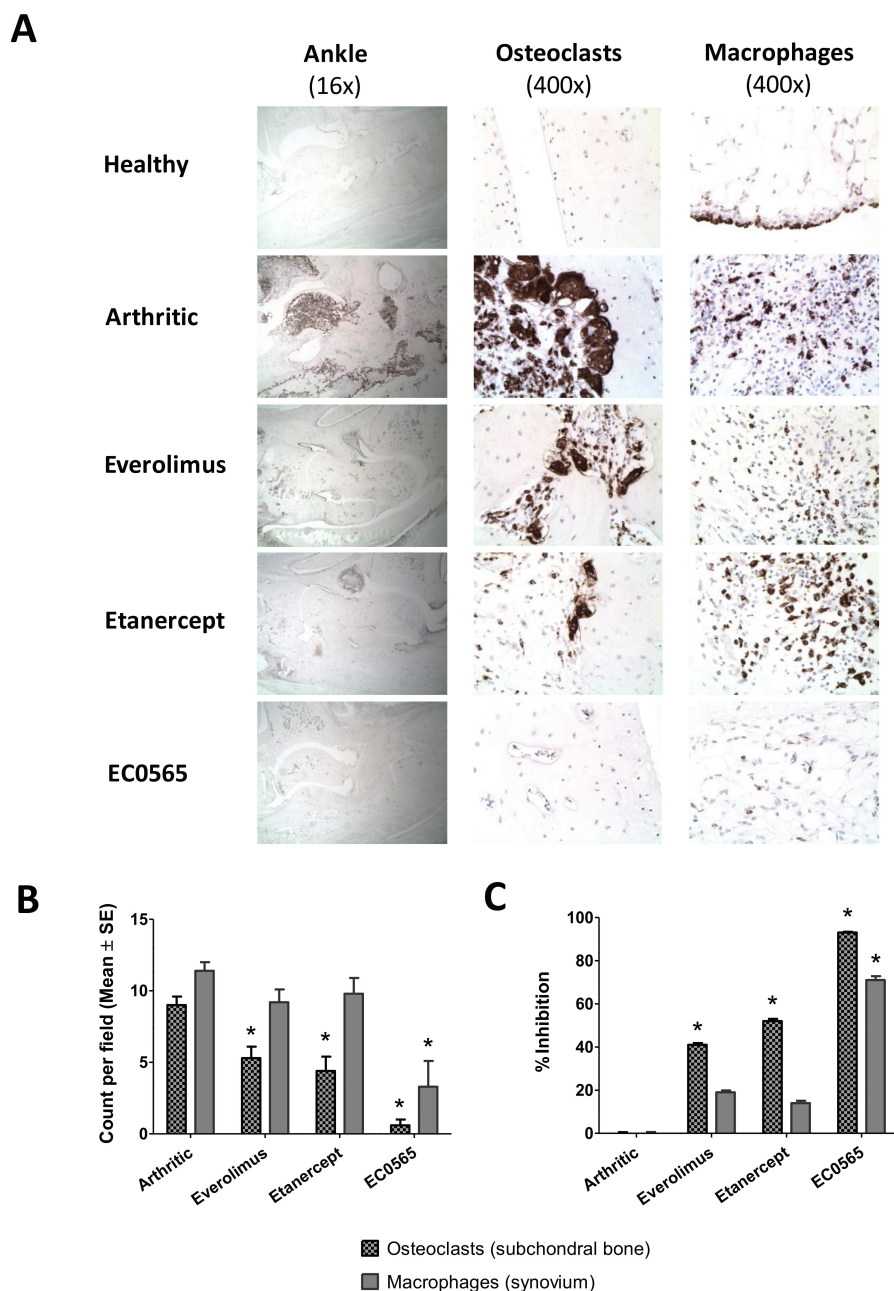 A
Ankle
(16x)
Osteoclasts
(400x)
Macrophages
(400x)
Healthy
Arthritic
Everolimus
Etanercept
EC0565
B
Count per field (Mean ± SE)
15
10
5
0
*
*
*
*
Arthritic
Everolimus
Etanercept
EC0565
C
% Inhibition
100
80
60
40
20
0
*
*
*
*
Arthritic
Everolimus
Etanercept
EC0565
Osteoclasts (subchondral bone)
Macrophages (synovium)